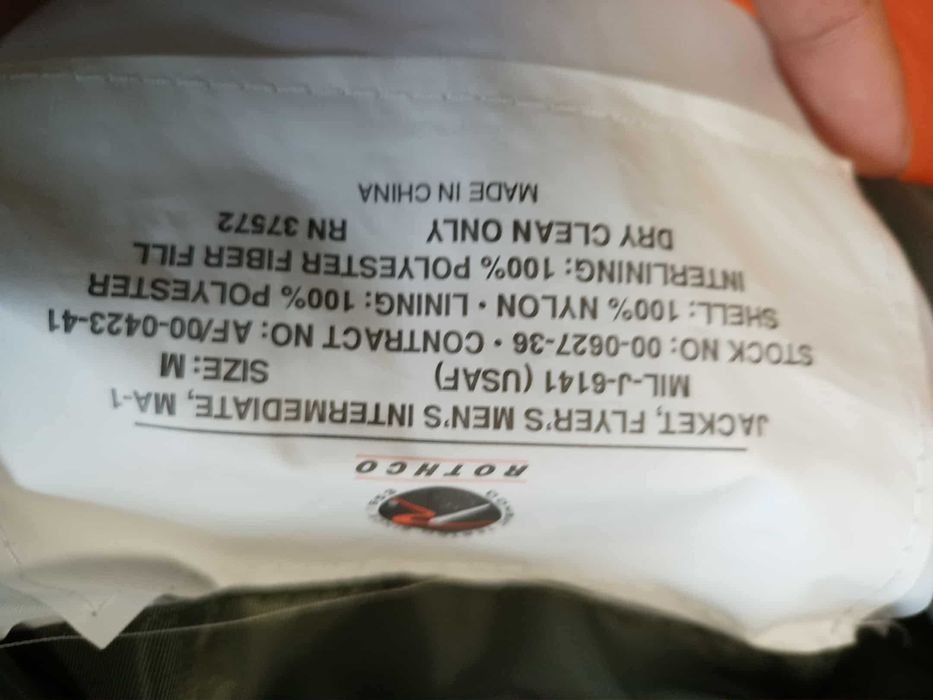 ROTHCO
JACKET, FLYER'S MEN'S INTERMEDIATE, MA-1
MIL-J-6141 (USAF) SIZE: M
STOCK NO: 00-0627-36 • CONTRACT NO: AF/00-0423-41
SHELL: 100% NYLON • LINING: 100% POLYESTER
INTERLINING: 100% POLYESTER FIBER FILL
DRY CLEAN ONLY RN 37572
MADE IN CHINA